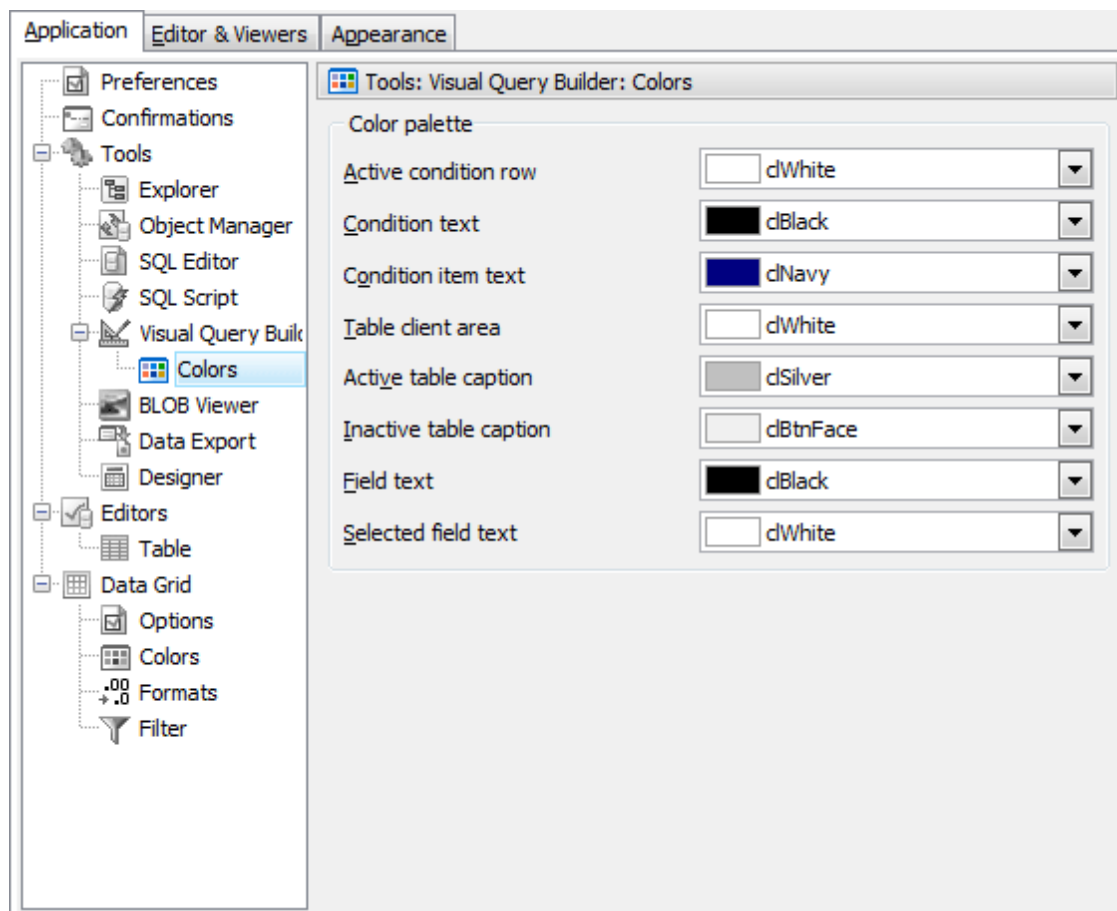 Application Editor & Viewers Appearance
Preferences
Confirmations
Tools
Explorer
Object Manager
SQL Editor
SQL Script
Visual Query Buil
Colors
BLOB Viewer
Data Export
Designer
Editors
Table
Data Grid
Options
Colors
Formats
Filter
Tools: Visual Query Builder: Colors
Color palette
Active condition row clWhite
Condition text clBlack
Condition item text clNavy
Table client area clWhite
Active table caption clSilver
Inactive table caption clBtnFace
Field text clBlack
Selected field text clWhite